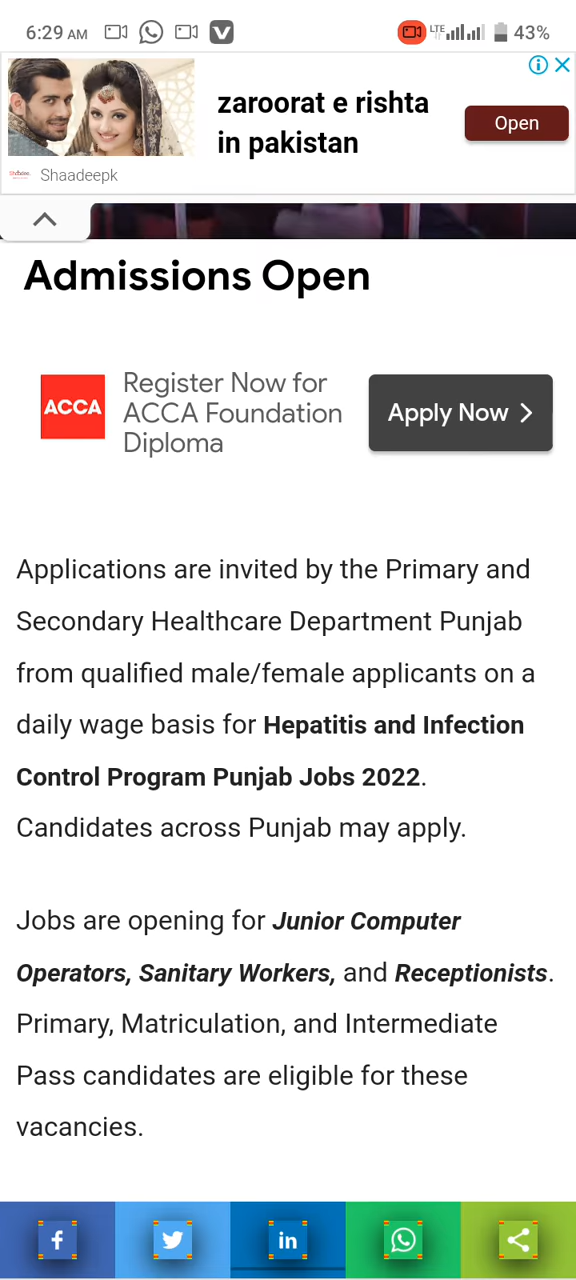 6:29 AM
LTE 43%
zaroorat e rishta
in pakistan
Open
Shaadeepk
Admissions Open
ACCA
Register Now for
ACCA Foundation
Diploma
Apply Now
Applications are invited by the Primary and
Secondary Healthcare Department Punjab
from qualified male/female applicants on a
daily wage basis for Hepatitis and Infection
Control Program Punjab Jobs 2022.
Candidates across Punjab may apply.
Jobs are opening for Junior Computer
Operators, Sanitary Workers, and Receptionists.
Primary, Matriculation, and Intermediate
Pass candidates are eligible for these
vacancies.
f
in